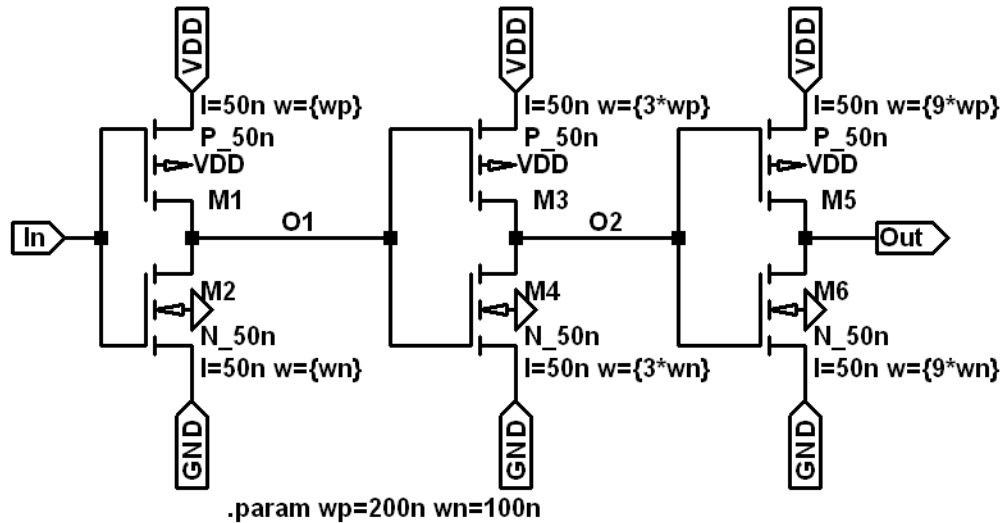 VDD
VDD
VDD
l=50n w={wp}
l=50n w={3*wp}
l=50n w={9*wp}
P_50n
P_50n
P_50n
VDD
VDD
VDD
M1
M3
M5
In
O1
O2
Out
M2
M4
M6
N_50n
N_50n
N_50n
l=50n w={wn}
l=50n w={3*wn}
l=50n w={9*wn}
GND
GND
GND
.param wp=200n wn=100n